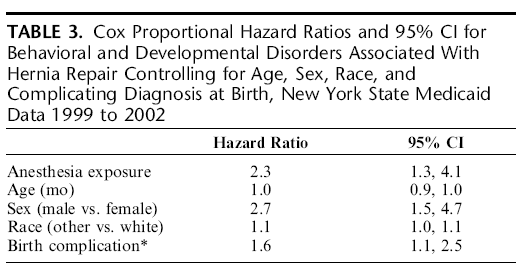 TABLE 3. Cox Proportional Hazard Ratios and 95% CI for
Behavioral and Developmental Disorders Associated With
Hernia Repair Controlling for Age, Sex, Race, and
Complicating Diagnosis at Birth, New York State Medicaid
Data 1999 to 2002
Hazard Ratio 95% CI
Anesthesia exposure 2.3 1.3, 4.1
Age (mo) 1.0 0.9, 1.0
Sex (male vs. female) 2.7 1.5, 4.7
Race (other vs. white) 1.1 1.0, 1.1
Birth complication* 1.6 1.1, 2.5